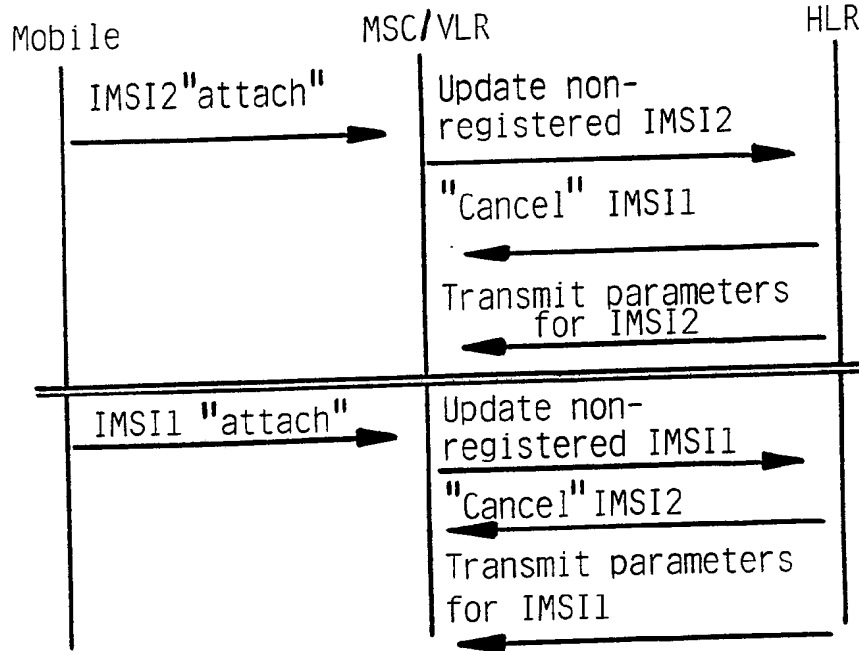 Mobile
MSC/VLR
HLR
IMSI2"attach"
Update non-
registered IMSI2
"Cancel" IMSI1
Transmit parameters
for IMSI2
IMSI1 "attach"
Update non-
registered IMSI1
"Cancel"IMSI2
Transmit parameters
for IMSI1